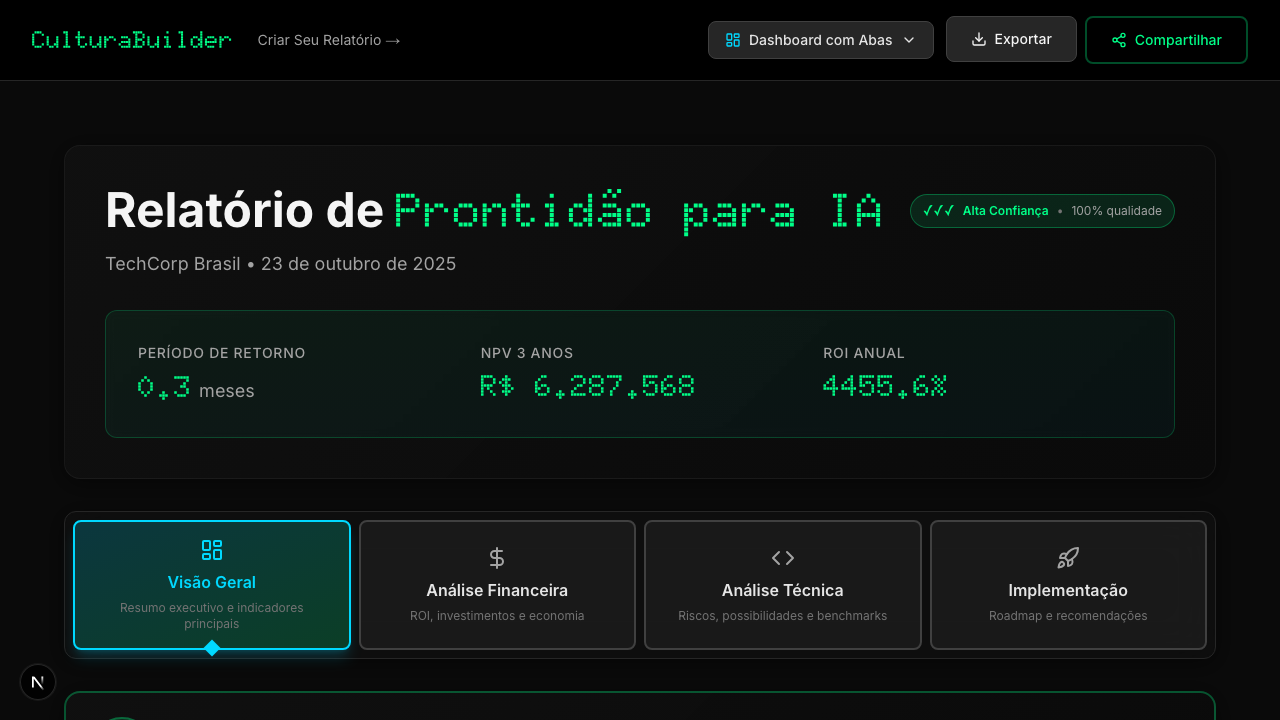 CulturaBuilder
Criar Seu Relatório →
Dashboard com Abas
Exportar
Compartilhar
Relatório de Prontidão para IA
✓✓✓ Alta Confiança • 100% qualidade
TechCorp Brasil • 23 de outubro de 2025
PERÍODO DE RETORNO
0.3 meses
NPV 3 ANOS
R$ 6.287.568
ROI ANUAL
4455.6%
Visão Geral
Resumo executivo e indicadores
principais
Análise Financeira
ROI, investimentos e economia
Análise Técnica
Riscos, possibilidades e benchmarks
Implementação
Roadmap e recomendações
N